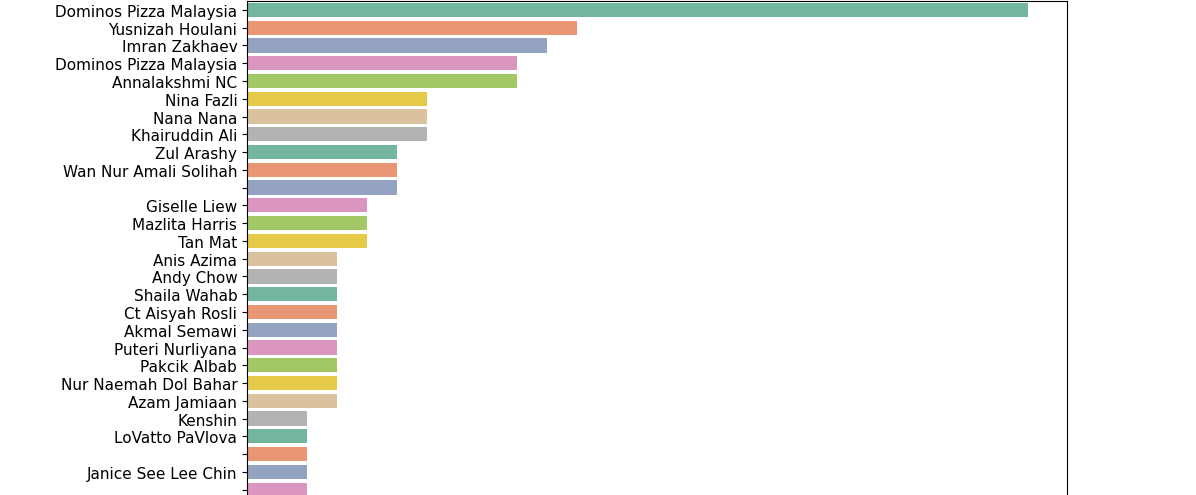 Dominos Pizza Malaysia
Yusnizah Houlani
Imran Zakhaev
Dominos Pizza Malaysia
Annalakshmi NC
Nina Fazli
Nana Nana
Khairuddin Ali
Zul Arashy
Wan Nur Amali Solihah
Giselle Liew
Mazlita Harris
Tan Mat
Anis Azima
Andy Chow
Shaila Wahab
Ct Aisyah Rosli
Akmal Semawi
Puteri Nurliyana
Pakcik Albab
Nur Naemah Dol Bahar
Azam Jamiaan
Kenshin
LoVatto PaVlova
Janice See Lee Chin